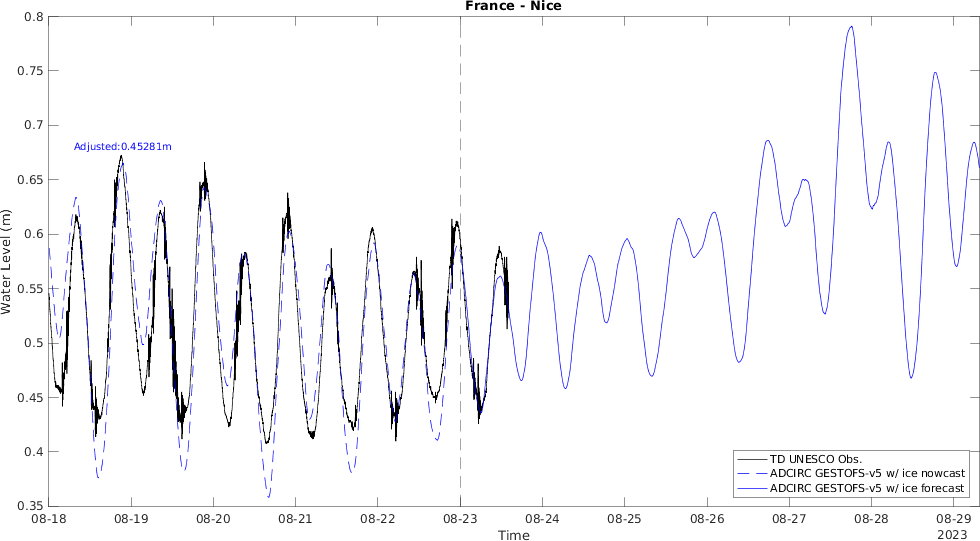 France - Nice
0.8
0.75
0.7
0.65
0.6
0.55
0.5
0.45
0.4
0.35
Water Level (m)
Adjusted:0.45281m
TD UNESCO Obs.
ADCIRC GESTOFS-v5 w/ ice nowcast
ADCIRC GESTOFS-v5 w/ ice forecast
08-18 08-19 08-20 08-21 08-22 08-23 08-24 08-25 08-26 08-27 08-28 08-29
Time
2023